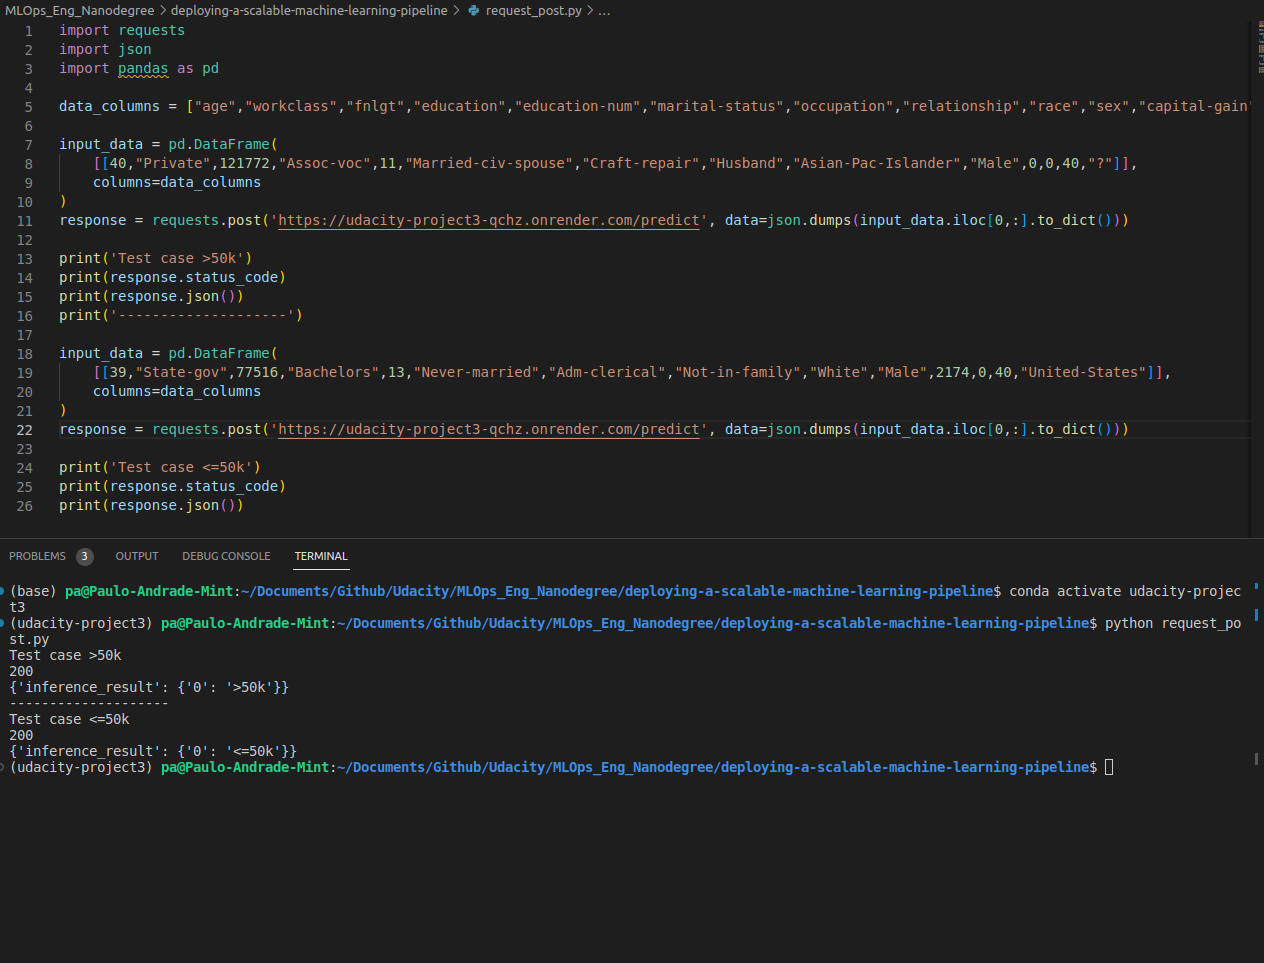 MLOps_Eng_Nanodegree > deploying-a-scalable-machine-learning-pipeline > request_post.py > ...
1 import requests
2 import json
3 import pandas as pd
4
5 data_columns = ["age","workclass","fnlgt","education","education-num","marital-status","occupation","relationship","race","sex","capital-gain"
6
7 input_data = pd.DataFrame(
8     [[40,"Private",121772,"Assoc-voc",11,"Married-civ-spouse","Craft-repair","Husband","Asian-Pac-Islander","Male",0,0,40,"?"]],
9     columns=data_columns
10 )
11 response = requests.post('https://udacity-project3-qchz.onrender.com/predict', data=json.dumps(input_data.iloc[0,:].to_dict()))
12
13 print('Test case >50k')
14 print(response.status_code)
15 print(response.json())
16 print('--------------------')
17
18 input_data = pd.DataFrame(
19     [[39,"State-gov",77516,"Bachelors",13,"Never-married","Adm-clerical","Not-in-family","White","Male",2174,0,40,"United-States"]],
20     columns=data_columns
21 )
22 response = requests.post('https://udacity-project3-qchz.onrender.com/predict', data=json.dumps(input_data.iloc[0,:].to_dict()))
23
24 print('Test case <=50k')
25 print(response.status_code)
26 print(response.json())
PROBLEMS 3 OUTPUT DEBUG CONSOLE TERMINAL
(base) pa@Paulo-Andrade-Mint:~/Documents/Github/Udacity/MLOps_Eng_Nanodegree/deploying-a-scalable-machine-learning-pipeline$ conda activate udacity-projec
t3
(udacity-project3) pa@Paulo-Andrade-Mint:~/Documents/Github/Udacity/MLOps_Eng_Nanodegree/deploying-a-scalable-machine-learning-pipeline$ python request_po
st.py
Test case >50k
200
{'inference_result': {'0': '>50k'}}
--------------------
Test case <=50k
200
{'inference_result': {'0': '<=50k'}}
(udacity-project3) pa@Paulo-Andrade-Mint:~/Documents/Github/Udacity/MLOps_Eng_Nanodegree/deploying-a-scalable-machine-learning-pipeline$